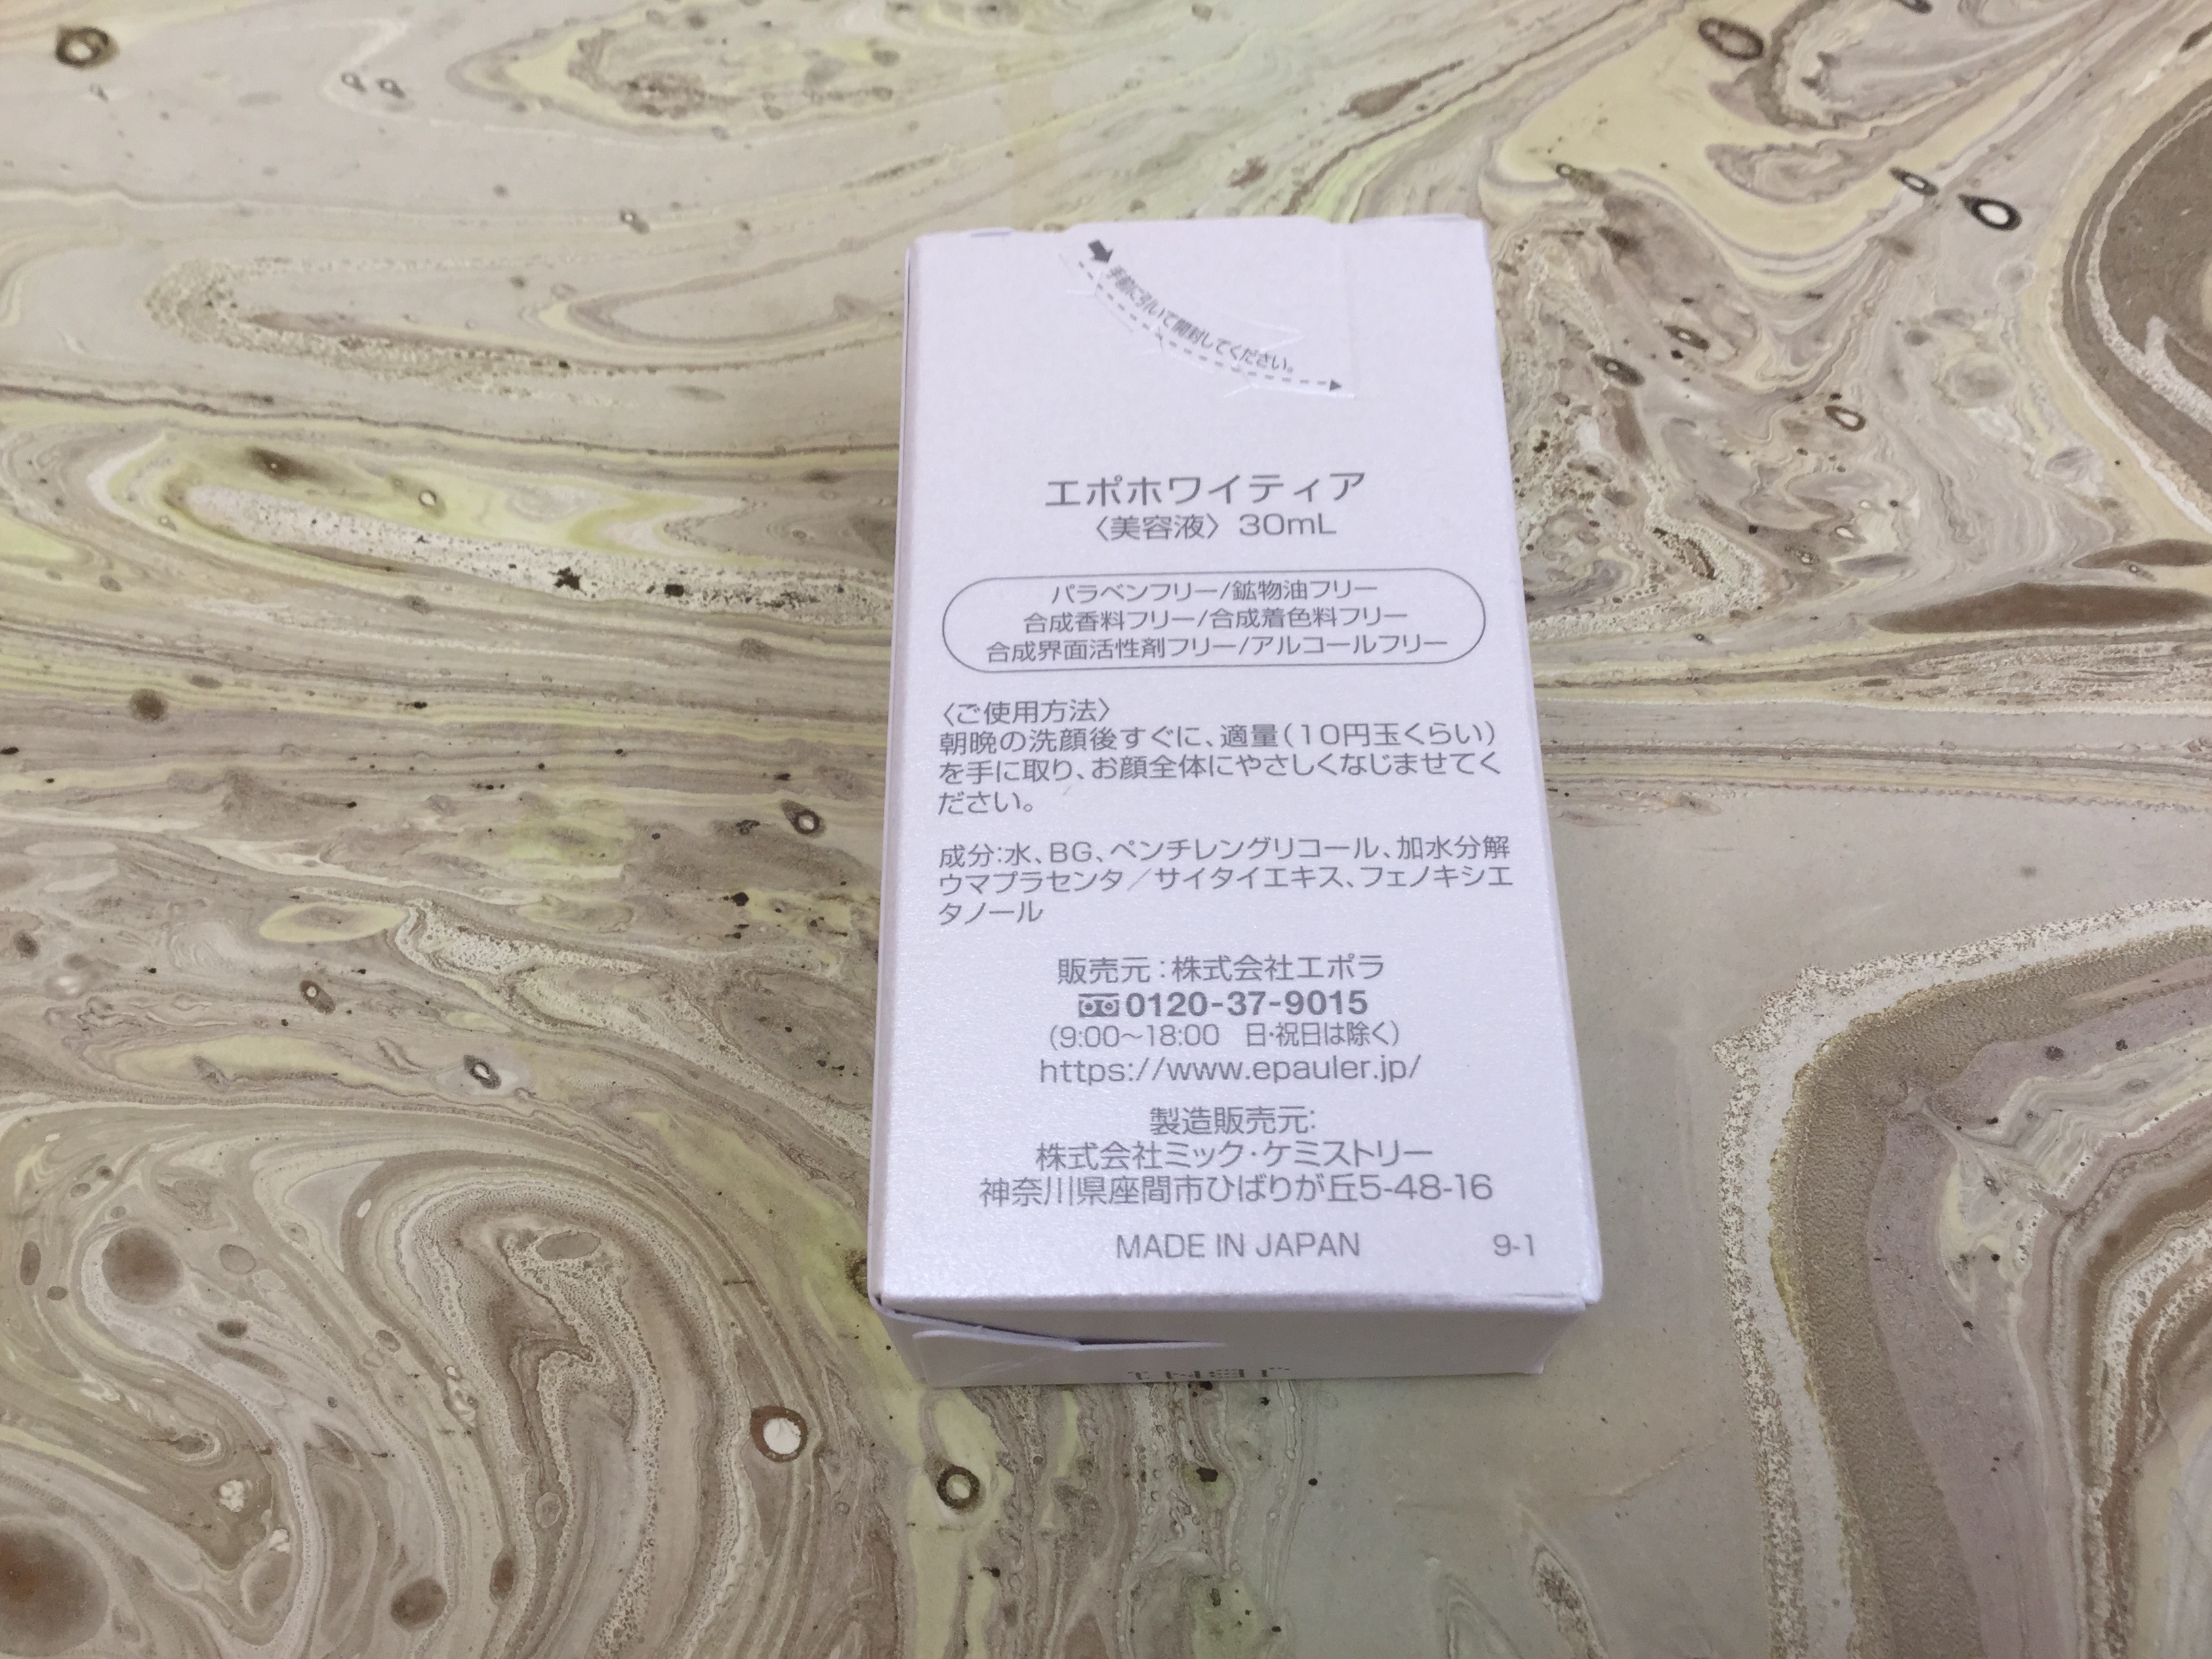 手前に引いて開封してください。
エポホワイティア
〈美容液〉30mL
パラベンフリー/鉱物油フリー
合成香料フリー/合成着色料フリー
合成界面活性剤フリー/アルコールフリー
〈ご使用方法〉
朝晩の洗顔後すぐに、適量(10円玉くらい)
を手に取り、お顔全体にやさしくなじませてく
ださい。
成分:水、BG、ペンチレングリコール、加水分解
ウマプラセンタ/サイタイエキス、フェノキシエ
タノール
販売元:株式会社エポラ
0120-37-9015
(9:00~18:00 日・祝日は除く)
https://www.epauler.jp/
製造販売元:
株式会社ミック・ケミストリー
神奈川県座間市ひばりが丘5-48-16
MADE IN JAPAN 9-1